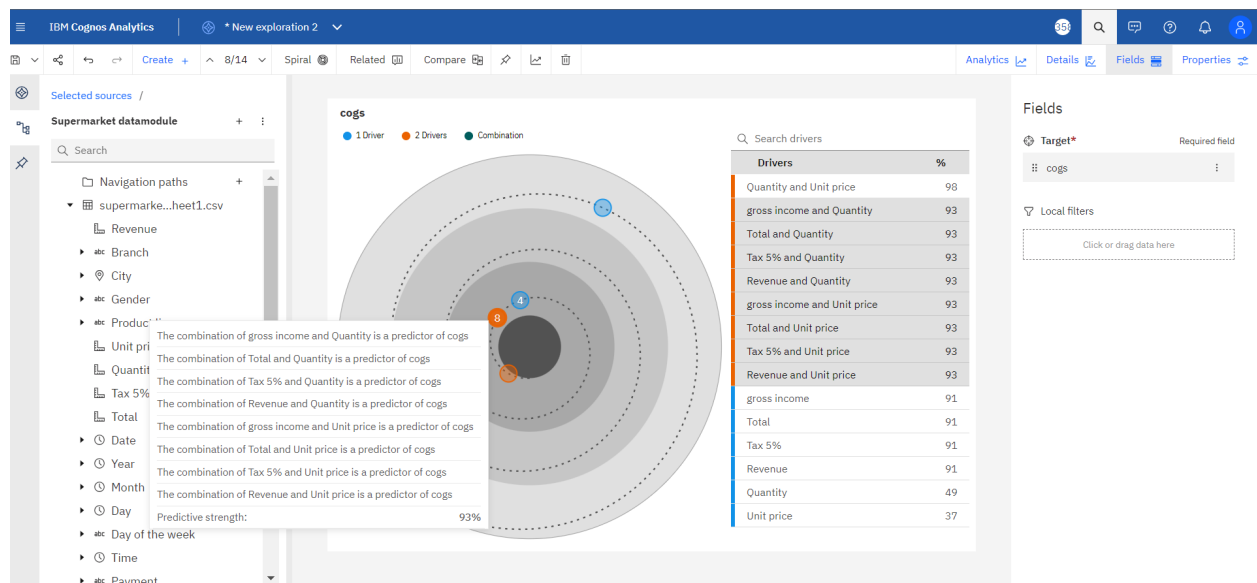 IBM Cognos Analytics
* New exploration 2
358
Create +
8/14
Spiral
Related
Compare
Analytics
Details
Fields
Properties
Selected sources /
Supermarket datamodule
Search
Navigation paths
supermarke...heet1.csv
Revenue
abc Branch
City
abc Gender
abc Product
Unit pri
Quantit
Tax 5%
Total
Date
Year
Month
Day
abc Day of the week
Time
abc Payment
The combination of gross income and Quantity is a predictor of cogs
The combination of Total and Quantity is a predictor of cogs
The combination of Tax 5% and Quantity is a predictor of cogs
The combination of Revenue and Quantity is a predictor of cogs
The combination of gross income and Unit price is a predictor of cogs
The combination of Total and Unit price is a predictor of cogs
The combination of Tax 5% and Unit price is a predictor of cogs
The combination of Revenue and Unit price is a predictor of cogs
Predictive strength: 93%
cogs
1 Driver
2 Drivers
Combination
4
8
Search drivers
Drivers %
Quantity and Unit price 98
gross income and Quantity 93
Total and Quantity 93
Tax 5% and Quantity 93
Revenue and Quantity 93
gross income and Unit price 93
Total and Unit price 93
Tax 5% and Unit price 93
Revenue and Unit price 93
gross income 91
Total 91
Tax 5% 91
Revenue 91
Quantity 49
Unit price 37
Fields
Target* Required field
cogs
Local filters
Click or drag data here